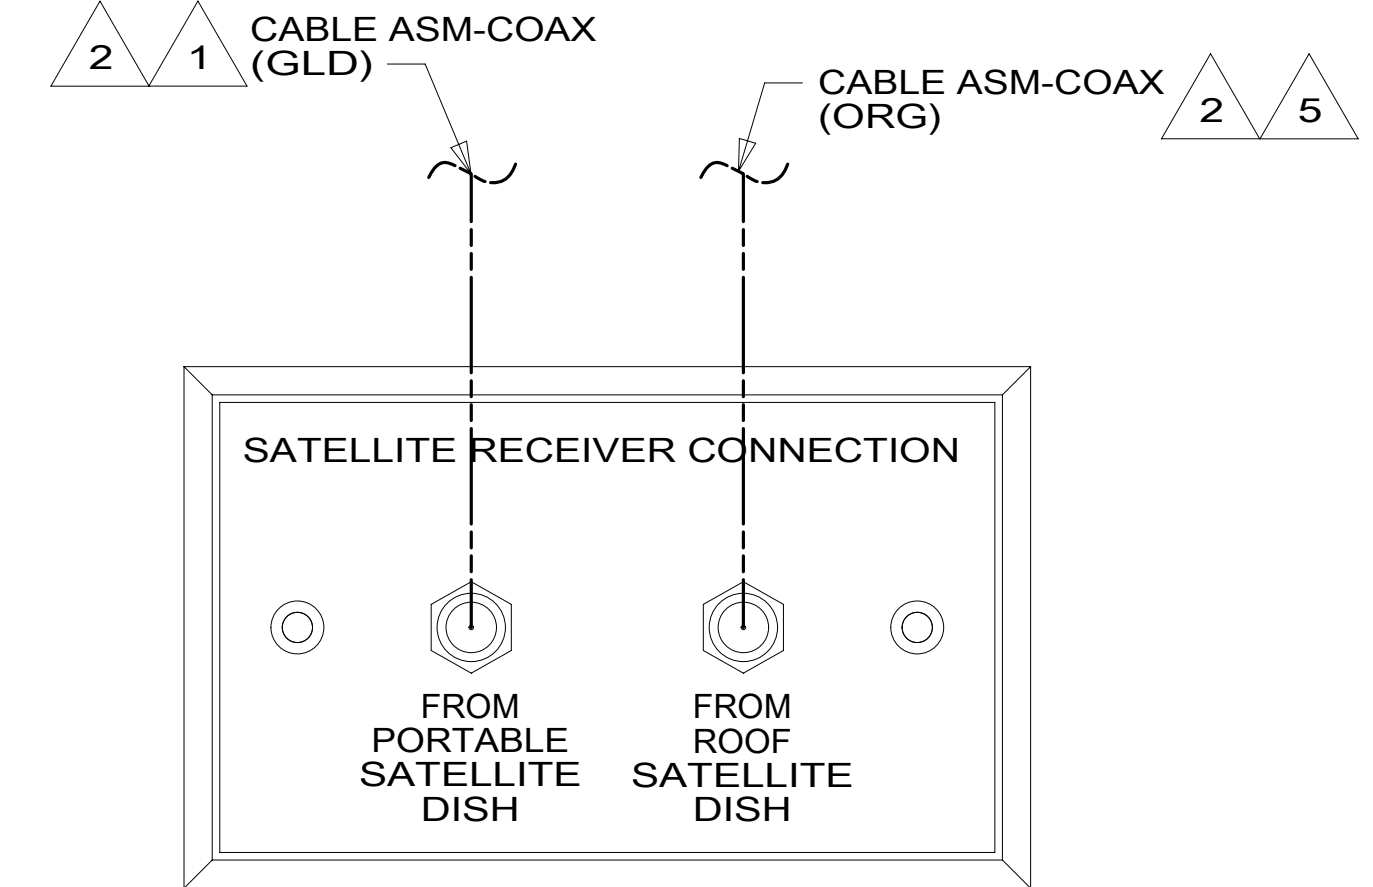 2 1 CABLE ASM-COAX
(GLD)
CABLE ASM-COAX 2 5
(ORG)
SATELLITE RECEIVER CONNECTION
FROM
PORTABLE
SATELLITE
DISH
FROM
ROOF
SATELLITE
DISH